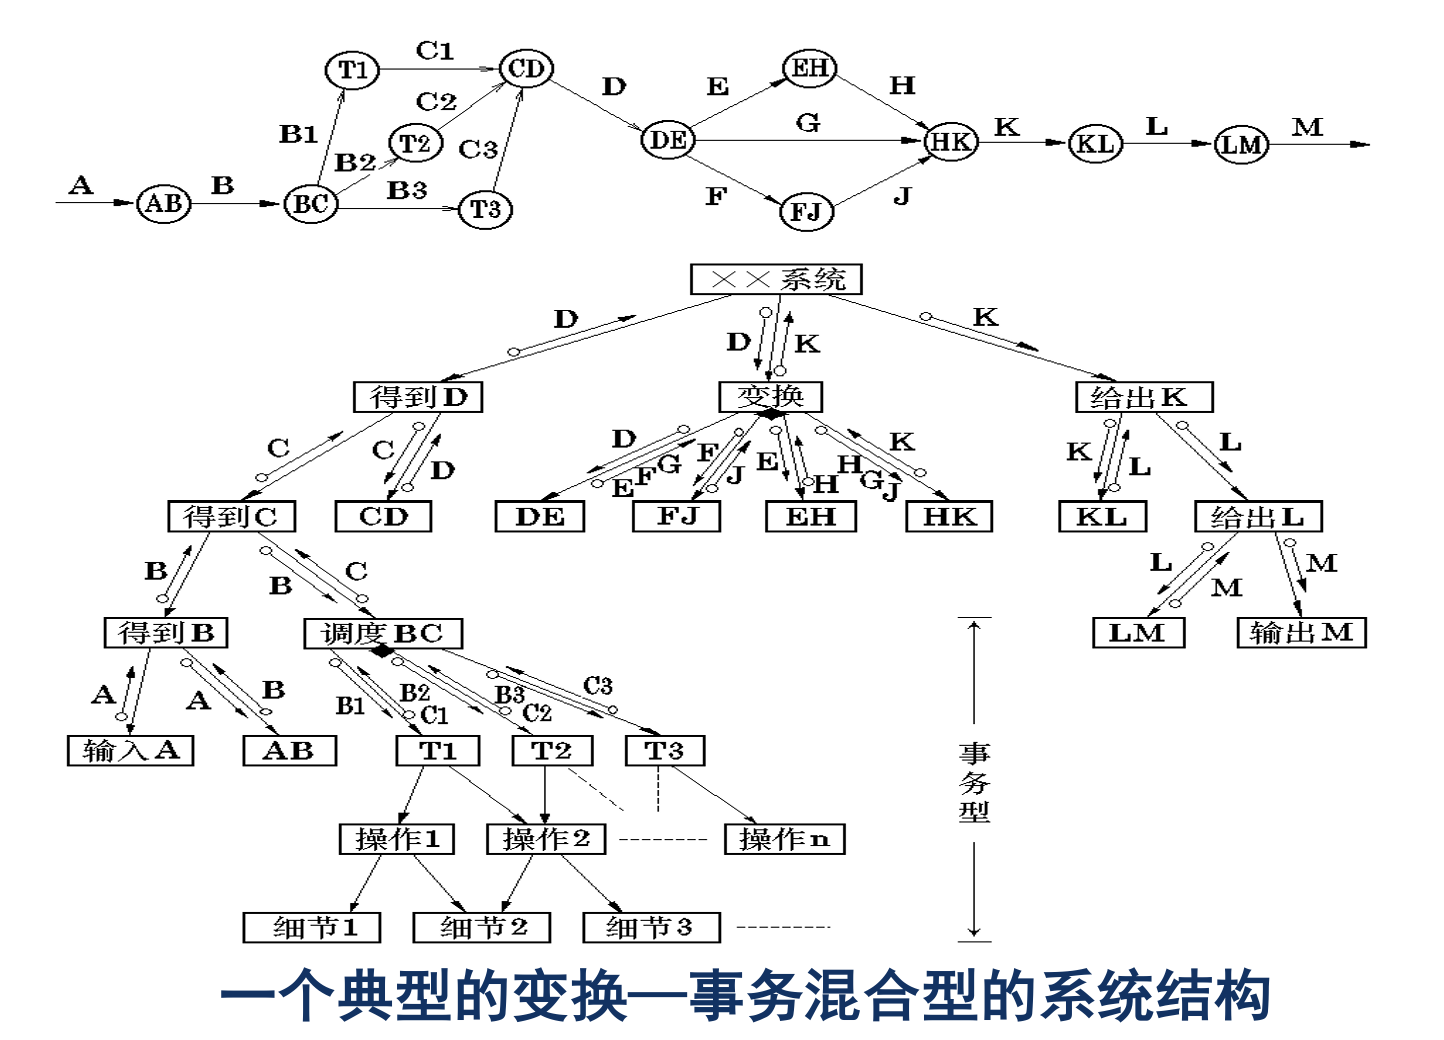 C1
T1 CD EH
C2 D E H
B1 T2 G K L M
B2 C3 DE HK KL LM
A B B3 F J
AB BC T3 FJ
××系统
D D K K
得到D 变换 给出K
C C D D E F G F J E H H G J K K L L
得到C CD DE FJ EH HK KL 给出L
B B C L M M
得到B 调度BC LM 输出M
A A B B1 B2 C1 B3 C2 C3
输入A AB T1 T2 T3
事
务
型
操作1 操作2 操作n
细节1 细节2 细节3
一个典型的变换—事务混合型的系统结构